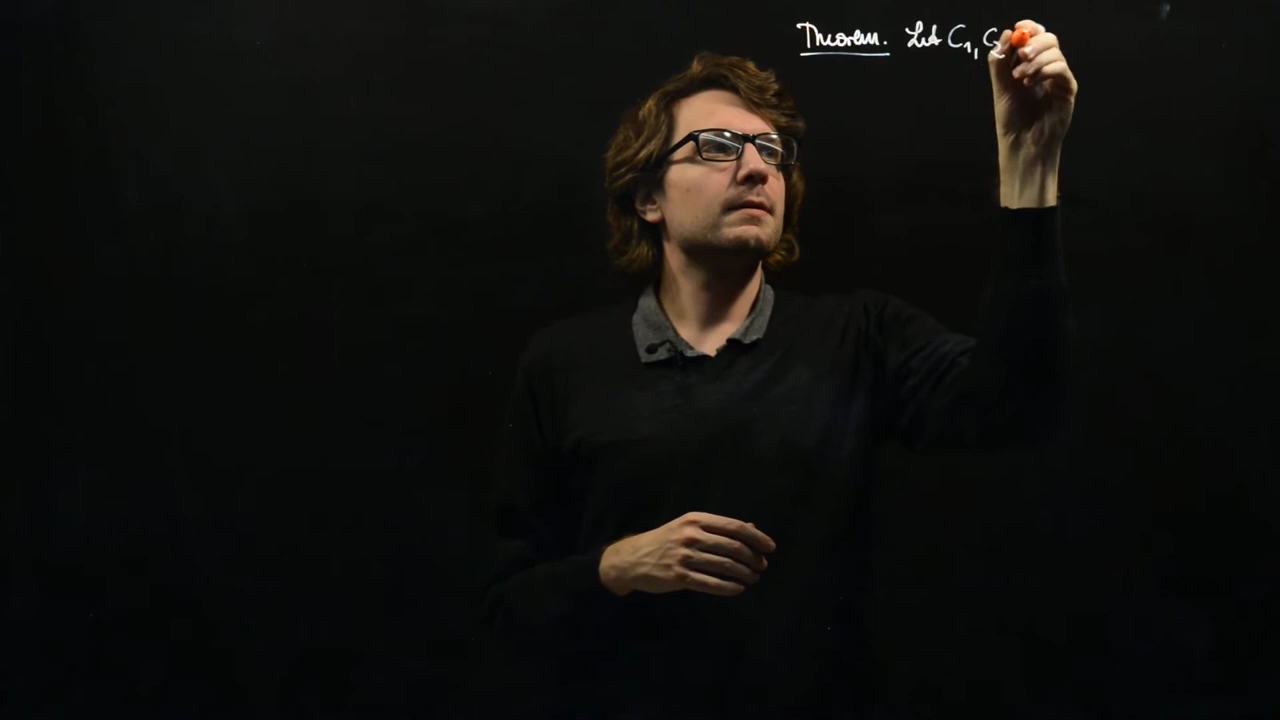 Theorem. Let C₁, C₂